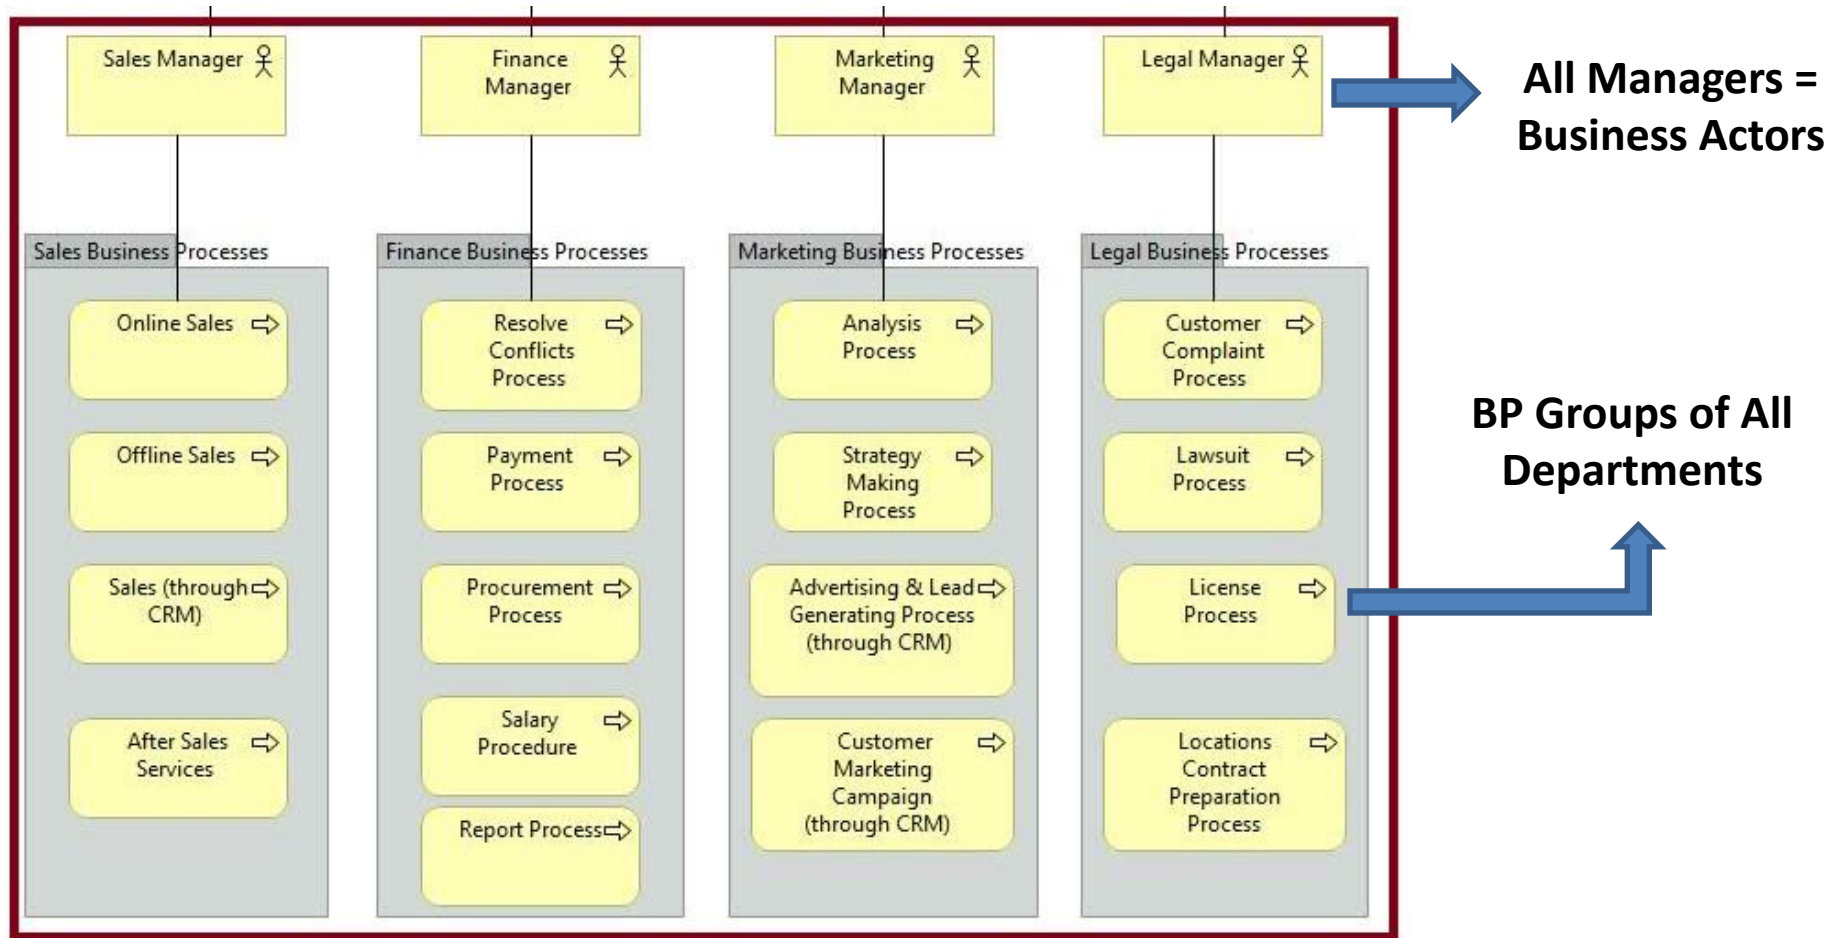 Sales Manager
Finance
Manager
Marketing
Manager
Legal Manager
All Managers =
Business Actors
Sales Business Processes
Online Sales
Offline Sales
Sales (through
CRM)
After Sales
Services
Finance Business Processes
Resolve
Conflicts
Process
Payment
Process
Procurement
Process
Salary
Procedure
Report Process
Marketing Business Processes
Analysis
Process
Strategy
Making
Process
Advertising & Lead
Generating Process
(through CRM)
Customer
Marketing
Campaign
(through CRM)
Legal Business Processes
Customer
Complaint
Process
Lawsuit
Process
License
Process
Locations
Contract
Preparation
Process
BP Groups of All
Departments